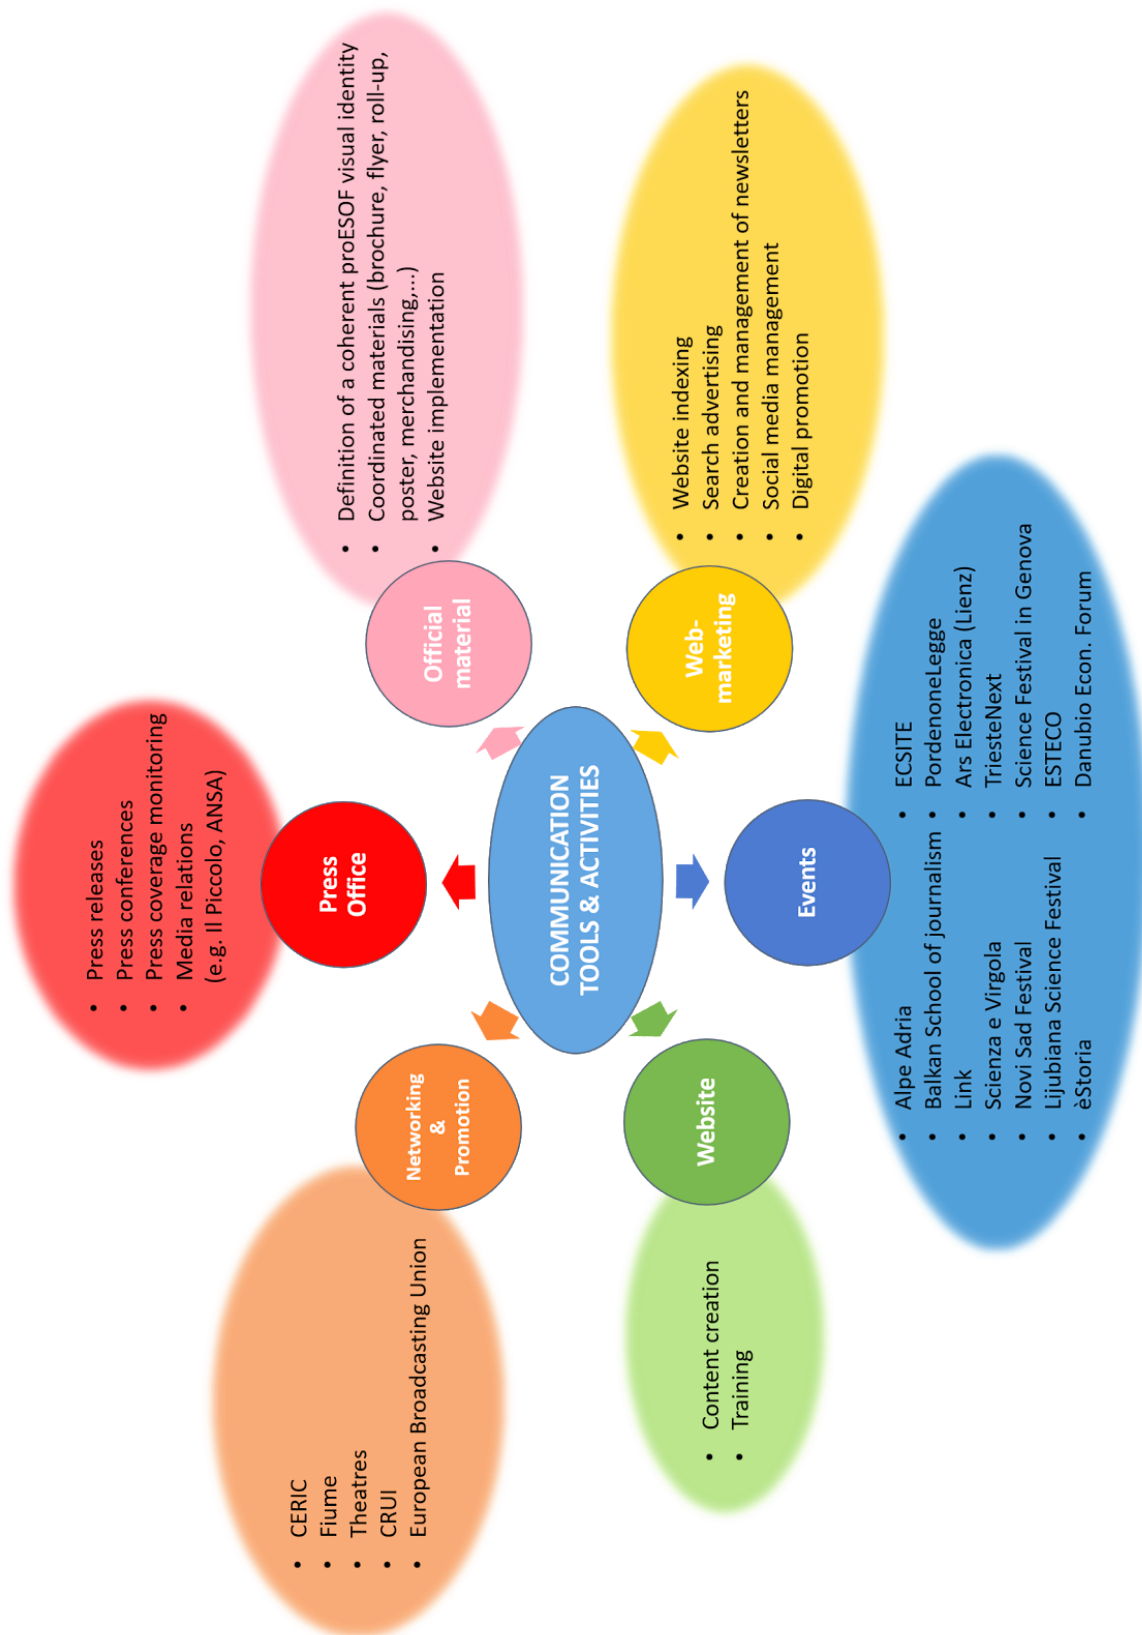 COMMUNICATION
TOOLS & ACTIVITIES
Press
Office
• Press releases
• Press conferences
• Press coverage monitoring
• Media relations
(e.g. Il Piccolo, ANSA)
Official
material
• Definition of a coherent proESOF visual identity
• Coordinated materials (brochure, flyer, roll-up,
poster, merchandising,...)
• Website implementation
Web-
marketing
• Website indexing
• Search advertising
• Creation and management of newsletters
• Social media management
• Digital promotion
Events
• Alpe Adria
• Balkan School of journalism
• Link
• Scienza e Virgola
• Novi Sad Festival
• Lijubiana Science Festival
• èStoria
• ECSITE
• PordenoneLegge
• Ars Electronica (Lienz)
• TriesteNext
• Science Festival in Genova
• ESTECO
• Danubio Econ. Forum
Website
• Content creation
• Training
Networking
&
Promotion
• CERIC
• Fiume
• Theatres
• CRUI
• European Broadcasting Union